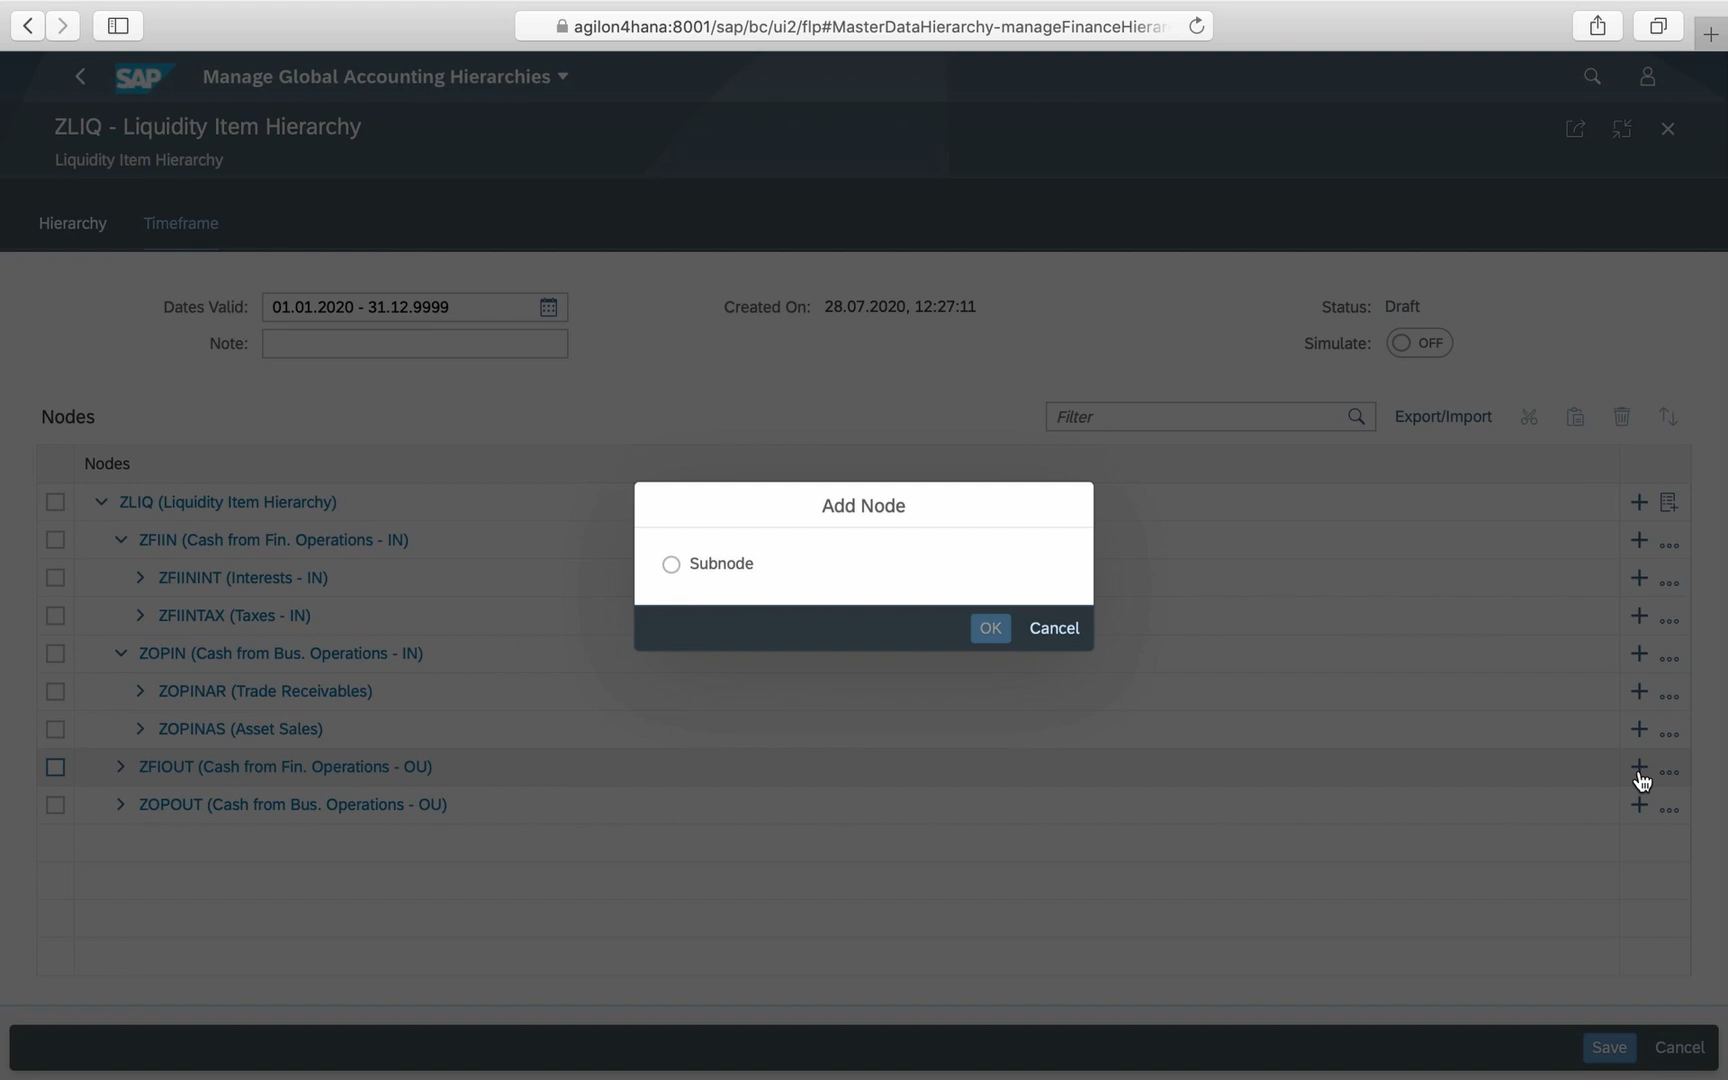 agilon4hana:8001/sap/bc/ui2/flp#MasterDataHierarchy-manageFinanceHierar
SAP Manage Global Accounting Hierarchies
ZLIQ - Liquidity Item Hierarchy
Liquidity Item Hierarchy
Hierarchy Timeframe
Dates Valid: 01.01.2020 - 31.12.9999 Created On: 28.07.2020, 12:27:11 Status: Draft
Note: Simulate: OFF
Nodes Filter Export/Import
Nodes
ZLIQ (Liquidity Item Hierarchy)
ZFIIN (Cash from Fin. Operations - IN)
ZFIININT (Interests - IN)
ZFIINTAX (Taxes - IN)
ZOPIN (Cash from Bus. Operations - IN)
ZOPINAR (Trade Receivables)
ZOPINAS (Asset Sales)
ZFIOUT (Cash from Fin. Operations - OU)
ZOPOUT (Cash from Bus. Operations - OU)
Add Node
Subnode
OK Cancel
Save Cancel